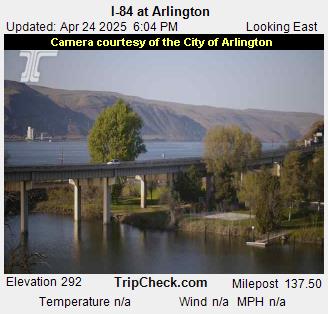 I-84 at Arlington
Updated: Apr 24 2025 6:04 PM Looking East
Camera courtesy of the City of Arlington
Elevation 292 TripCheck.com Milepost 137.50
Temperature n/a Wind n/a MPH n/a